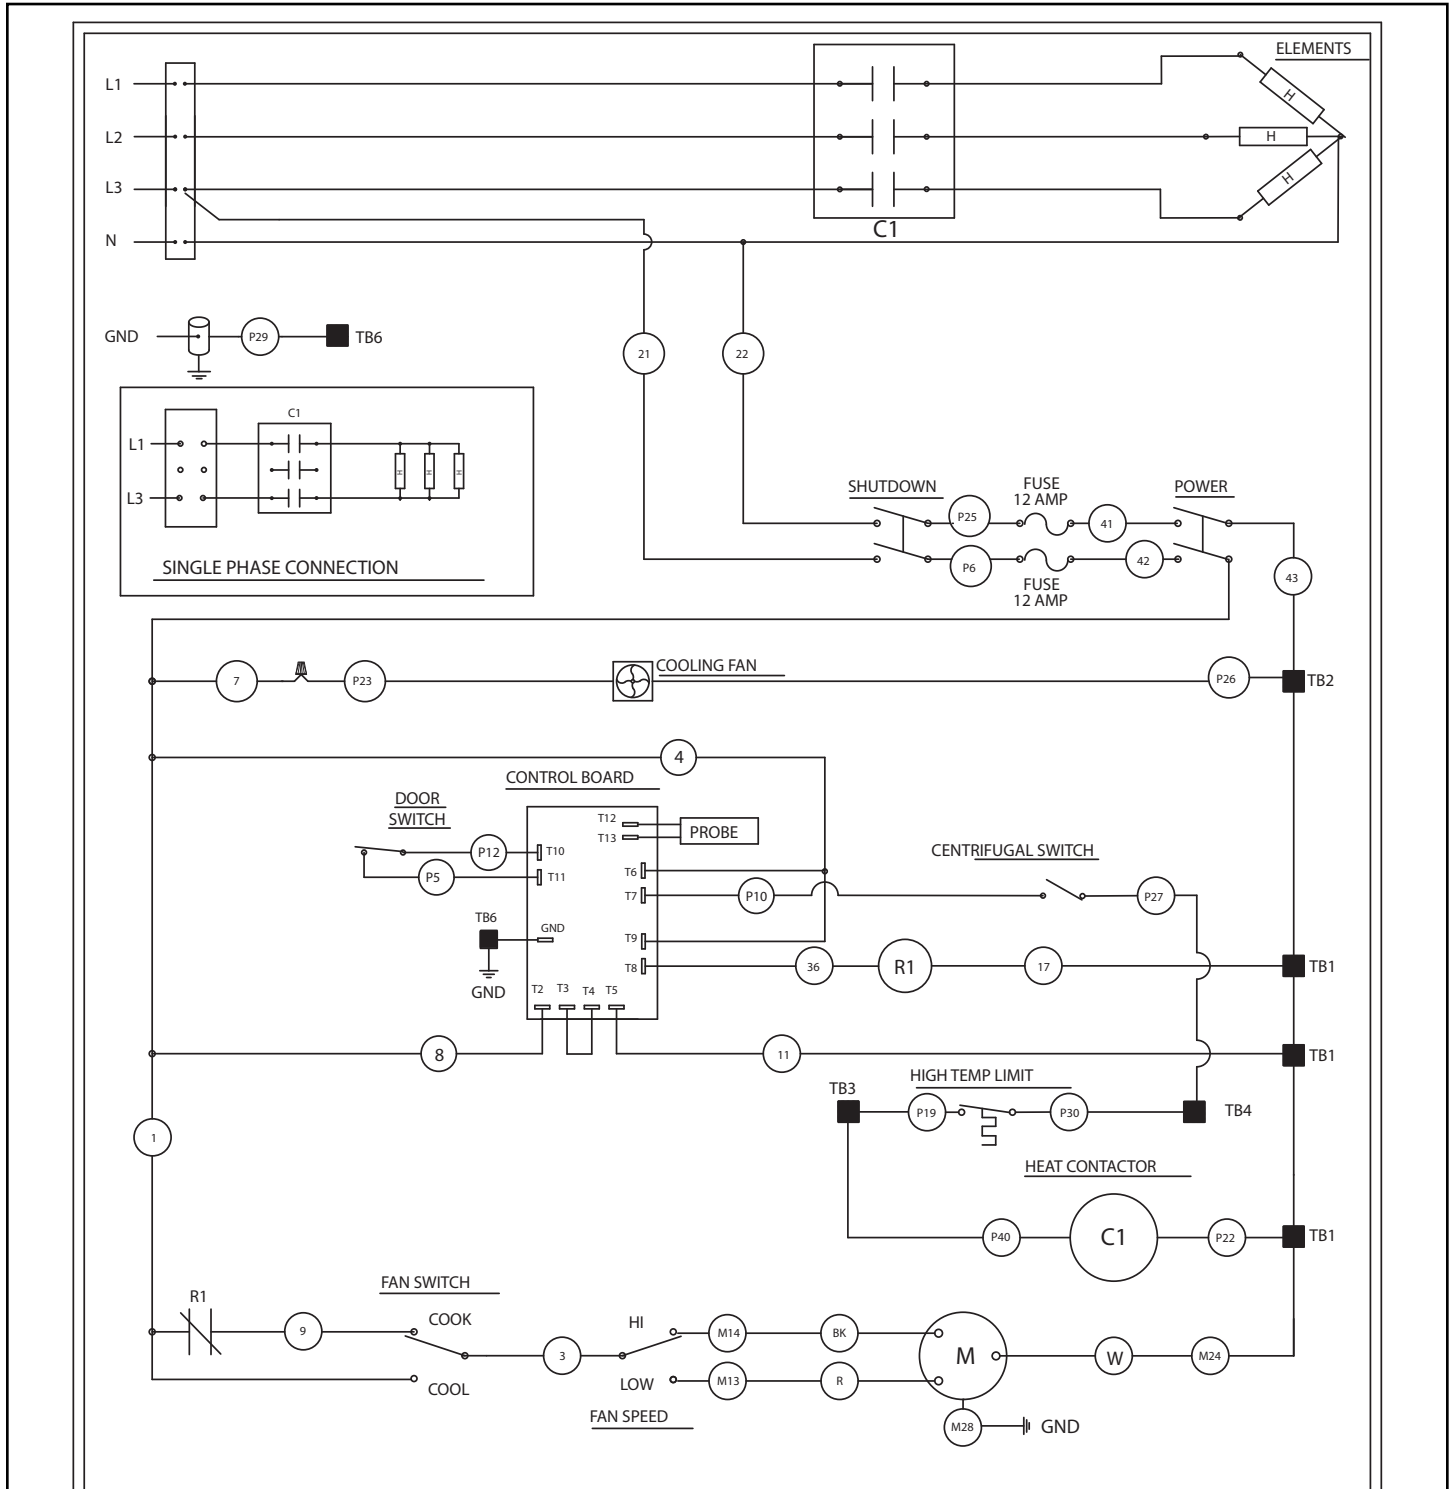 ELEMENTS
L1
H
L2
H
L3
H
C1
N
GND
P29
TB6
21
22
C1
L1
H H H
L3
SINGLE PHASE CONNECTION
SHUTDOWN
P25
FUSE
12 AMP
41
POWER
P6
FUSE
12 AMP
42
43
7
P23
COOLING FAN
P26
TB2
4
CONTROL BOARD
DOOR
SWITCH
P12
T10
P5
T11
T12
T13
PROBE
T6
T7
P10
CENTRIFUGAL SWITCH
P27
TB6
GND
GND
T9
T8
36
R1
17
TB1
T2
T3
T4
T5
8
11
TB1
HIGH TEMP LIMIT
TB3
P19
P30
TB4
1
HEAT CONTACTOR
P40
C1
P22
TB1
FAN SWITCH
R1
9
COOK
COOL
3
HI
LOW
FAN SPEED
M14
BK
M13
R
M
W
M24
M28
GND